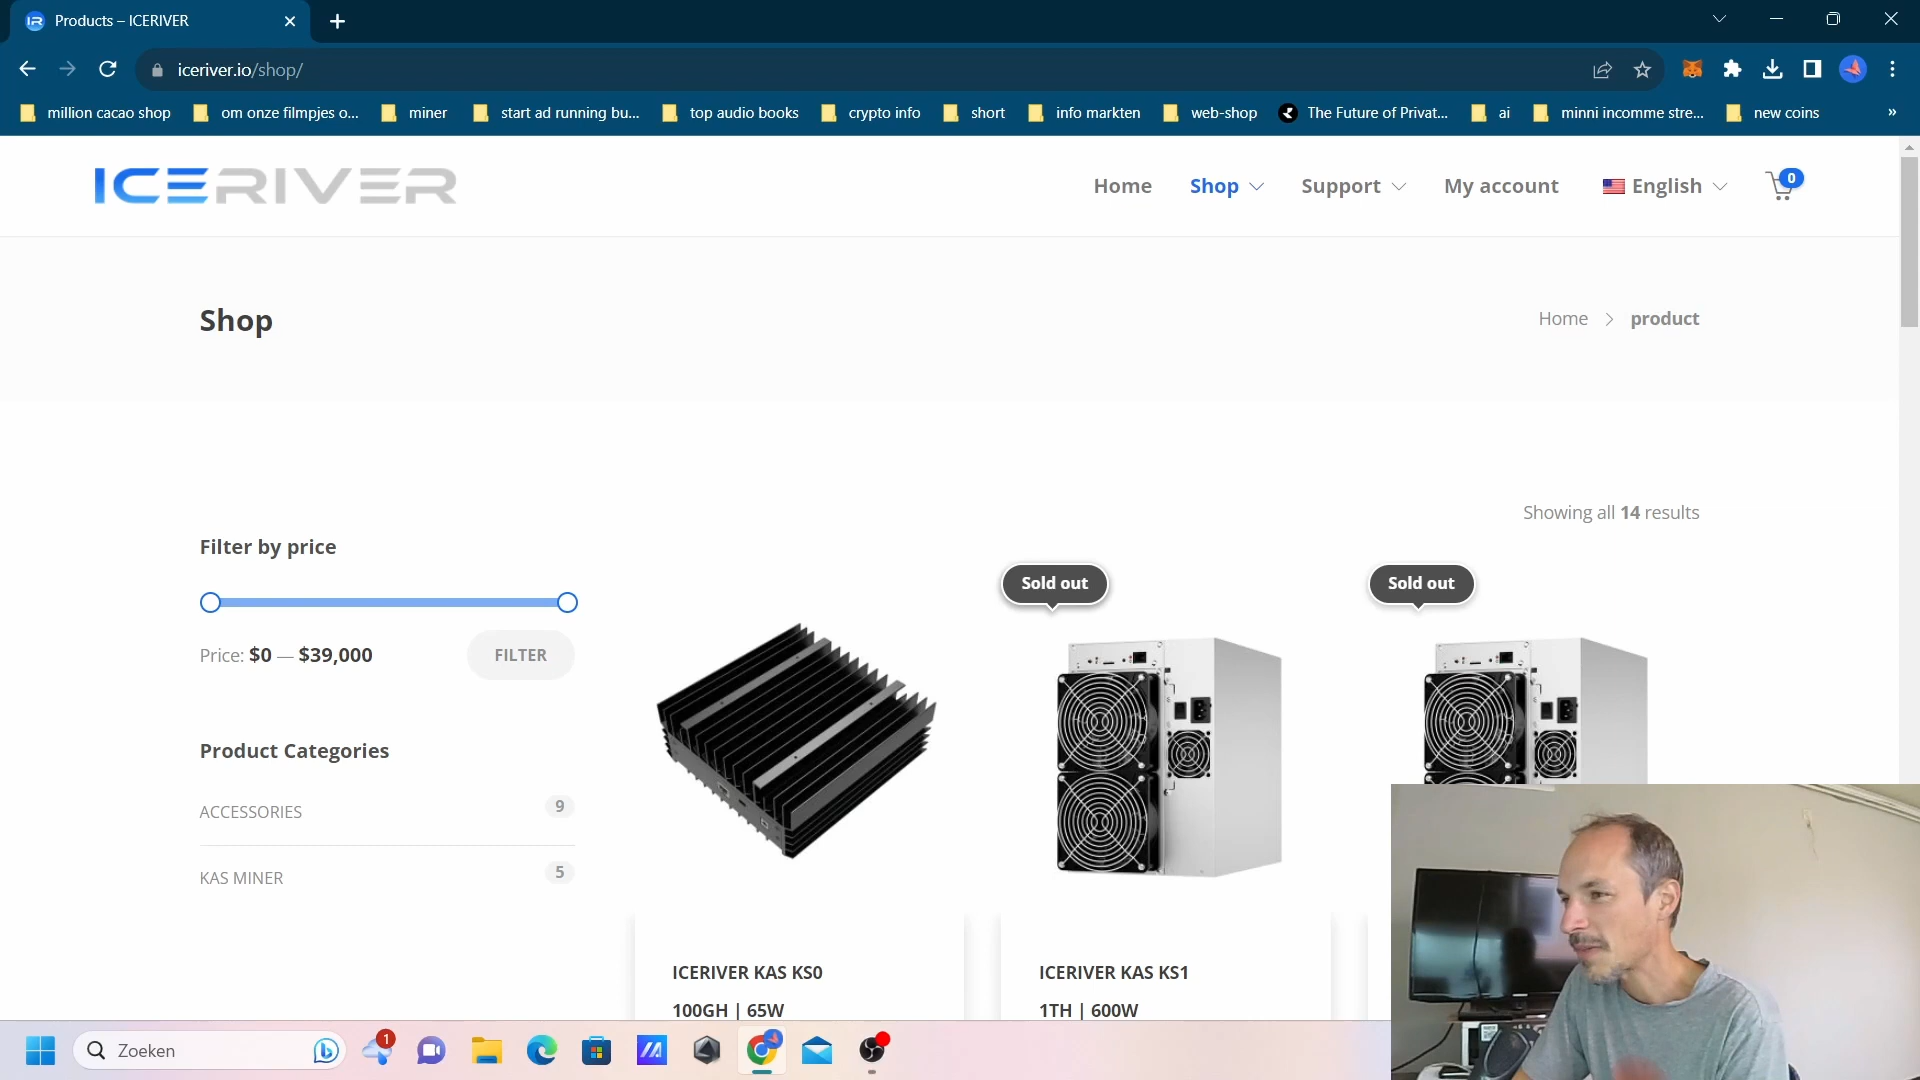 Products – ICERIVER
iceriver.io/shop/
million cacao shop
om onze filmpjes o...
miner
start ad running bu...
top audio books
crypto info
short
info markten
web-shop
The Future of Privat...
ai
minni incomme stre...
new coins
»
ICERIVER
Home
Shop
Support
My account
English
0
Shop
Home
product
Showing all 14 results
Filter by price
Sold out
Sold out
Price: $0 — $39,000
FILTER
Product Categories
ACCESSORIES
9
KAS MINER
5
ICERIVER KAS KS0
ICERIVER KAS KS1
100GH | 65W
1TH | 600W
Zoeken
1